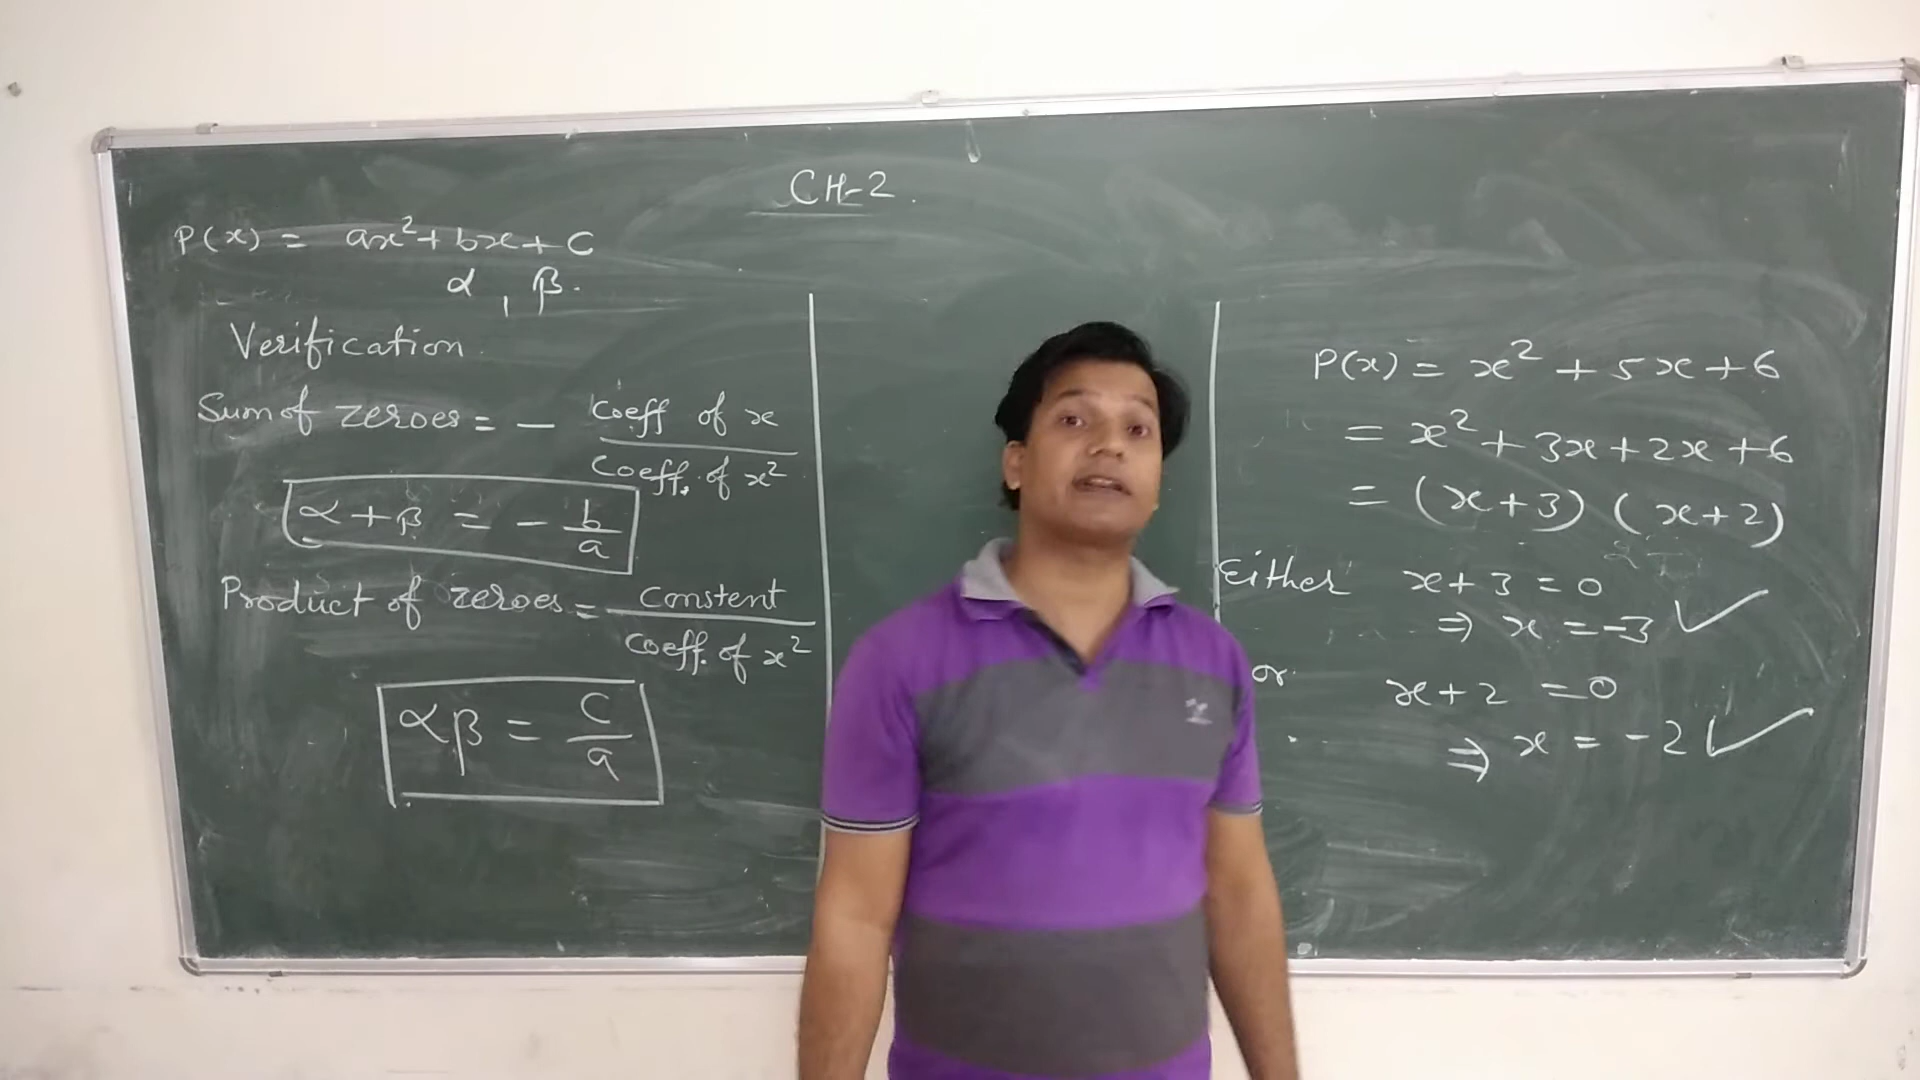 CH-2.
P(x) = ax²+bx+c
α, β.
Verification
Sum of zeroes = - coeff of x / coeff. of x²
α+β = - b/a
Product of zeroes = constent / coeff. of x²
αβ = c/a
P(x) = x² + 5x+6
= x² + 3x+2x+6
= (x+3) (x+2)
Either x+3 = 0
⇒ x = -3 ✓
or x+2 = 0
⇒ x = -2 ✓